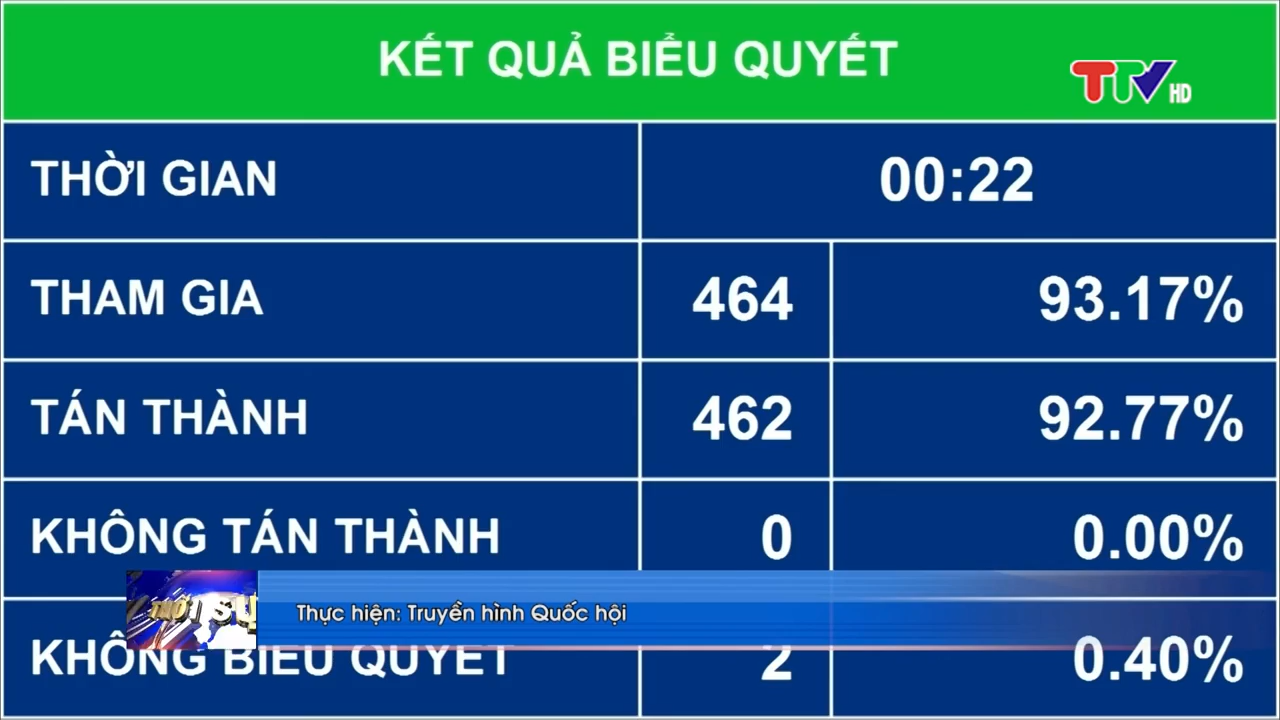 KẾT QUẢ BIỂU QUYẾT
TTV HD
THỜI GIAN 00:22
THAM GIA 464 93.17%
TÁN THÀNH 462 92.77%
KHÔNG TÁN THÀNH 0 0.00%
THỜI SỰ
Thực hiện: Truyền hình Quốc hội
KHÔNG BIỂU QUYẾT 2 0.40%